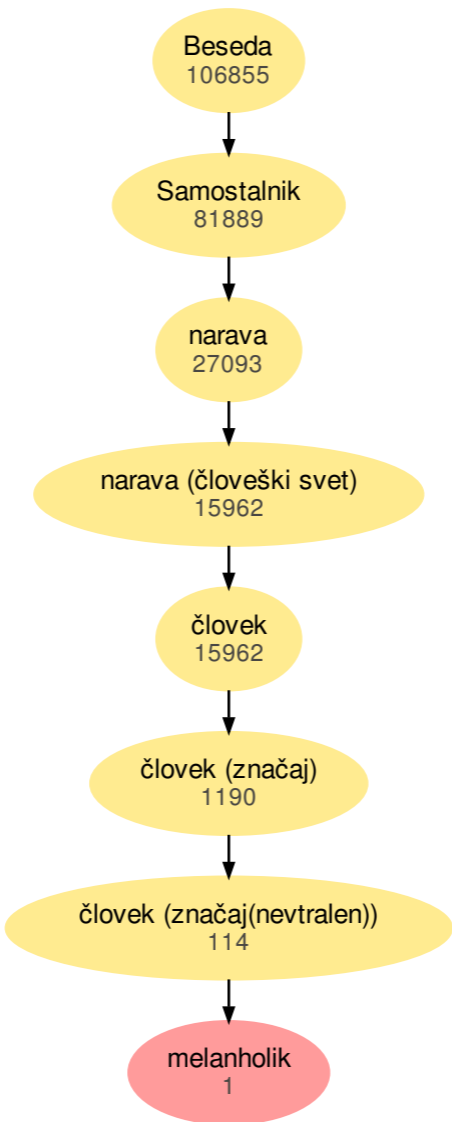 Beseda
106855
Samostalnik
81889
narava
27093
narava (človeški svet)
15962
človek
15962
človek (značaj)
1190
človek (značaj(nevtralen))
114
melanholik
1